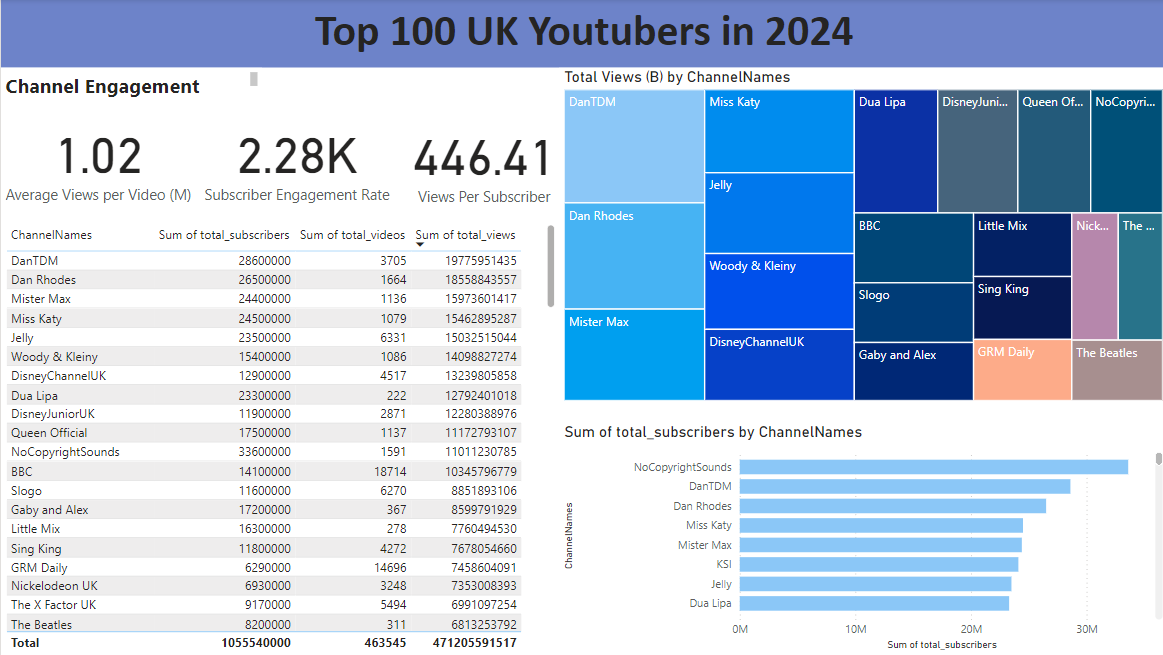 Top 100 UK Youtubers in 2024
Channel Engagement
1.02
Average Views per Video (M)
2.28K
Subscriber Engagement Rate
446.41
Views Per Subscriber
ChannelNames Sum of total_subscribers Sum of total_videos Sum of total_views
DanTDM 28600000 3705 19775951435
Dan Rhodes 26500000 1664 18558843557
Mister Max 24400000 1136 15973601417
Miss Katy 24500000 1079 15462895287
Jelly 23500000 6331 15032515044
Woody & Kleiny 15400000 1086 14098827274
DisneyChannelUK 12900000 4517 13239805858
Dua Lipa 23300000 222 12792401018
DisneyJuniorUK 11900000 2871 12280388976
Queen Official 17500000 1137 11172793107
NoCopyrightSounds 33600000 1591 11011230785
BBC 14100000 18714 10345796779
Slogo 11600000 6270 8851893106
Gaby and Alex 17200000 367 8599791929
Little Mix 16300000 278 7760494530
Sing King 11800000 4272 7678054660
GRM Daily 6290000 14696 7458604091
Nickelodeon UK 6930000 3248 7353008393
The X Factor UK 9170000 5494 6991097254
The Beatles 8200000 311 6813253792
Total 1055540000 463545 471205591517
Total Views (B) by ChannelNames
DanTDM
Dan Rhodes
Mister Max
Miss Katy
Jelly
Woody & Kleiny
DisneyChannelUK
Dua Lipa
DisneyJuni...
Queen Of...
NoCopyri...
BBC
Slogo
Gaby and Alex
Little Mix
Sing King
GRM Daily
Nick...
The ...
The Beatles
Sum of total_subscribers by ChannelNames
ChannelNames
NoCopyrightSounds
DanTDM
Dan Rhodes
Miss Katy
Mister Max
KSI
Jelly
Dua Lipa
0M 10M 20M 30M
Sum of total_subscribers